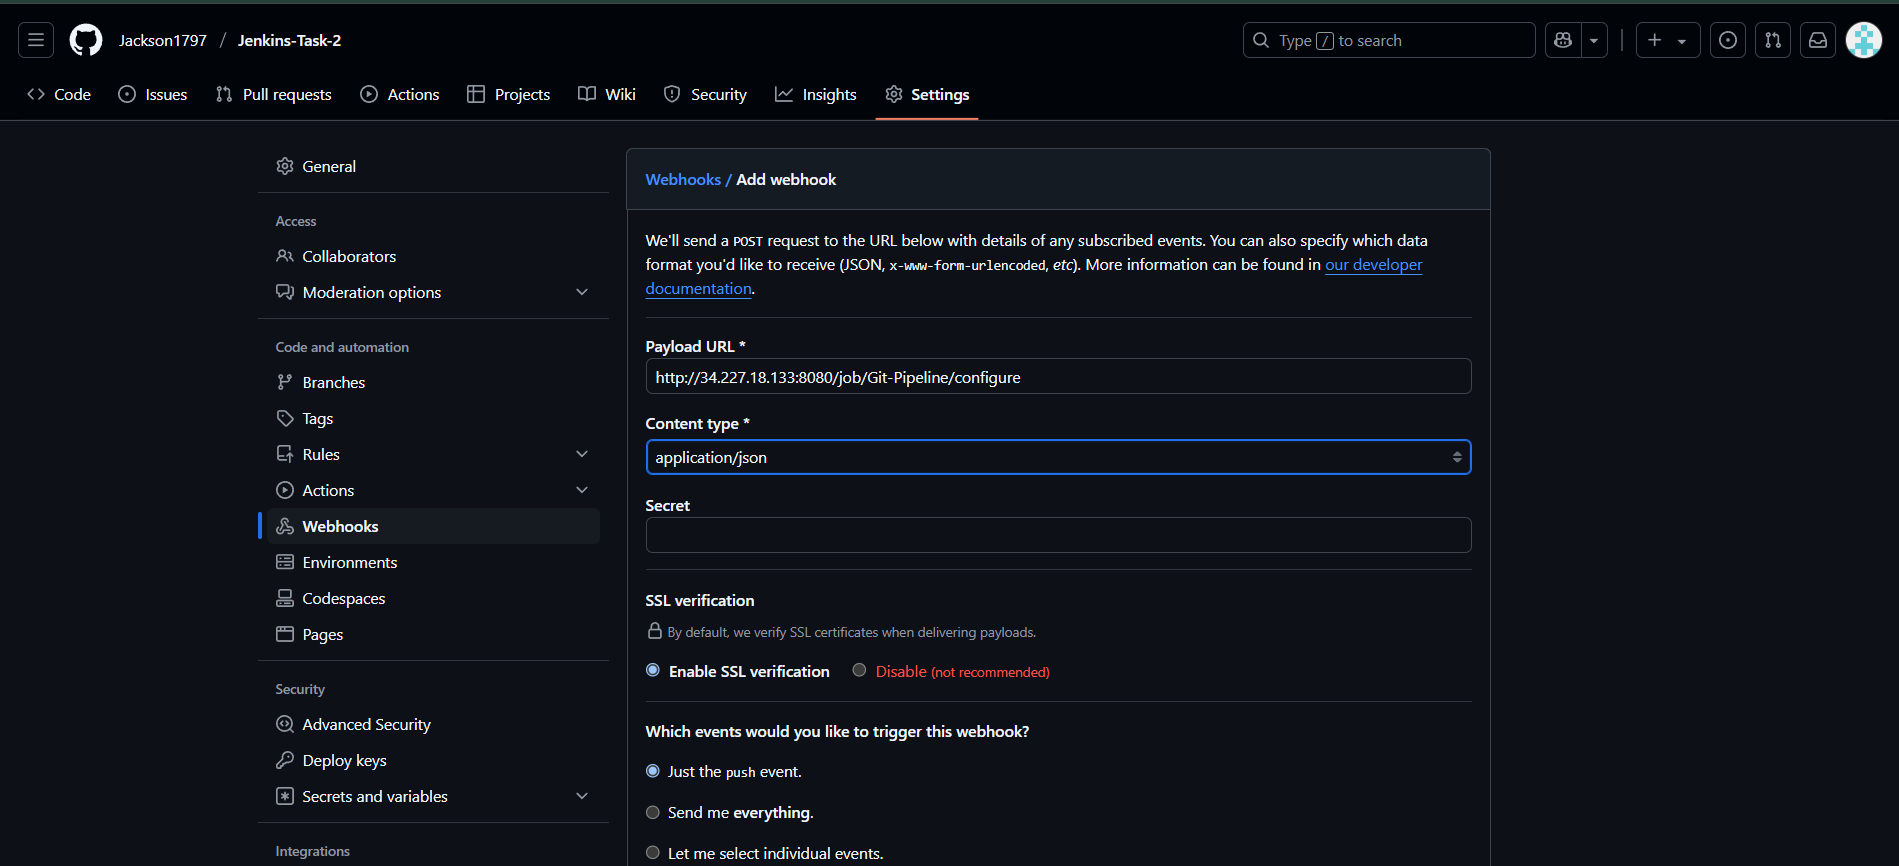 Jackson1797 / Jenkins-Task-2
Type / to search
Code Issues Pull requests Actions Projects Wiki Security Insights Settings
General
Access
Collaborators
Moderation options
Code and automation
Branches
Tags
Rules
Actions
Webhooks
Environments
Codespaces
Pages
Security
Advanced Security
Deploy keys
Secrets and variables
Integrations
Webhooks / Add webhook
We'll send a POST request to the URL below with details of any subscribed events. You can also specify which data
format you'd like to receive (JSON, x-www-form-urlencoded, etc). More information can be found in our developer
documentation.
Payload URL *
http://34.227.18.133:8080/job/Git-Pipeline/configure
Content type *
application/json
Secret
SSL verification
By default, we verify SSL certificates when delivering payloads.
Enable SSL verification Disable (not recommended)
Which events would you like to trigger this webhook?
Just the push event.
Send me everything.
Let me select individual events.